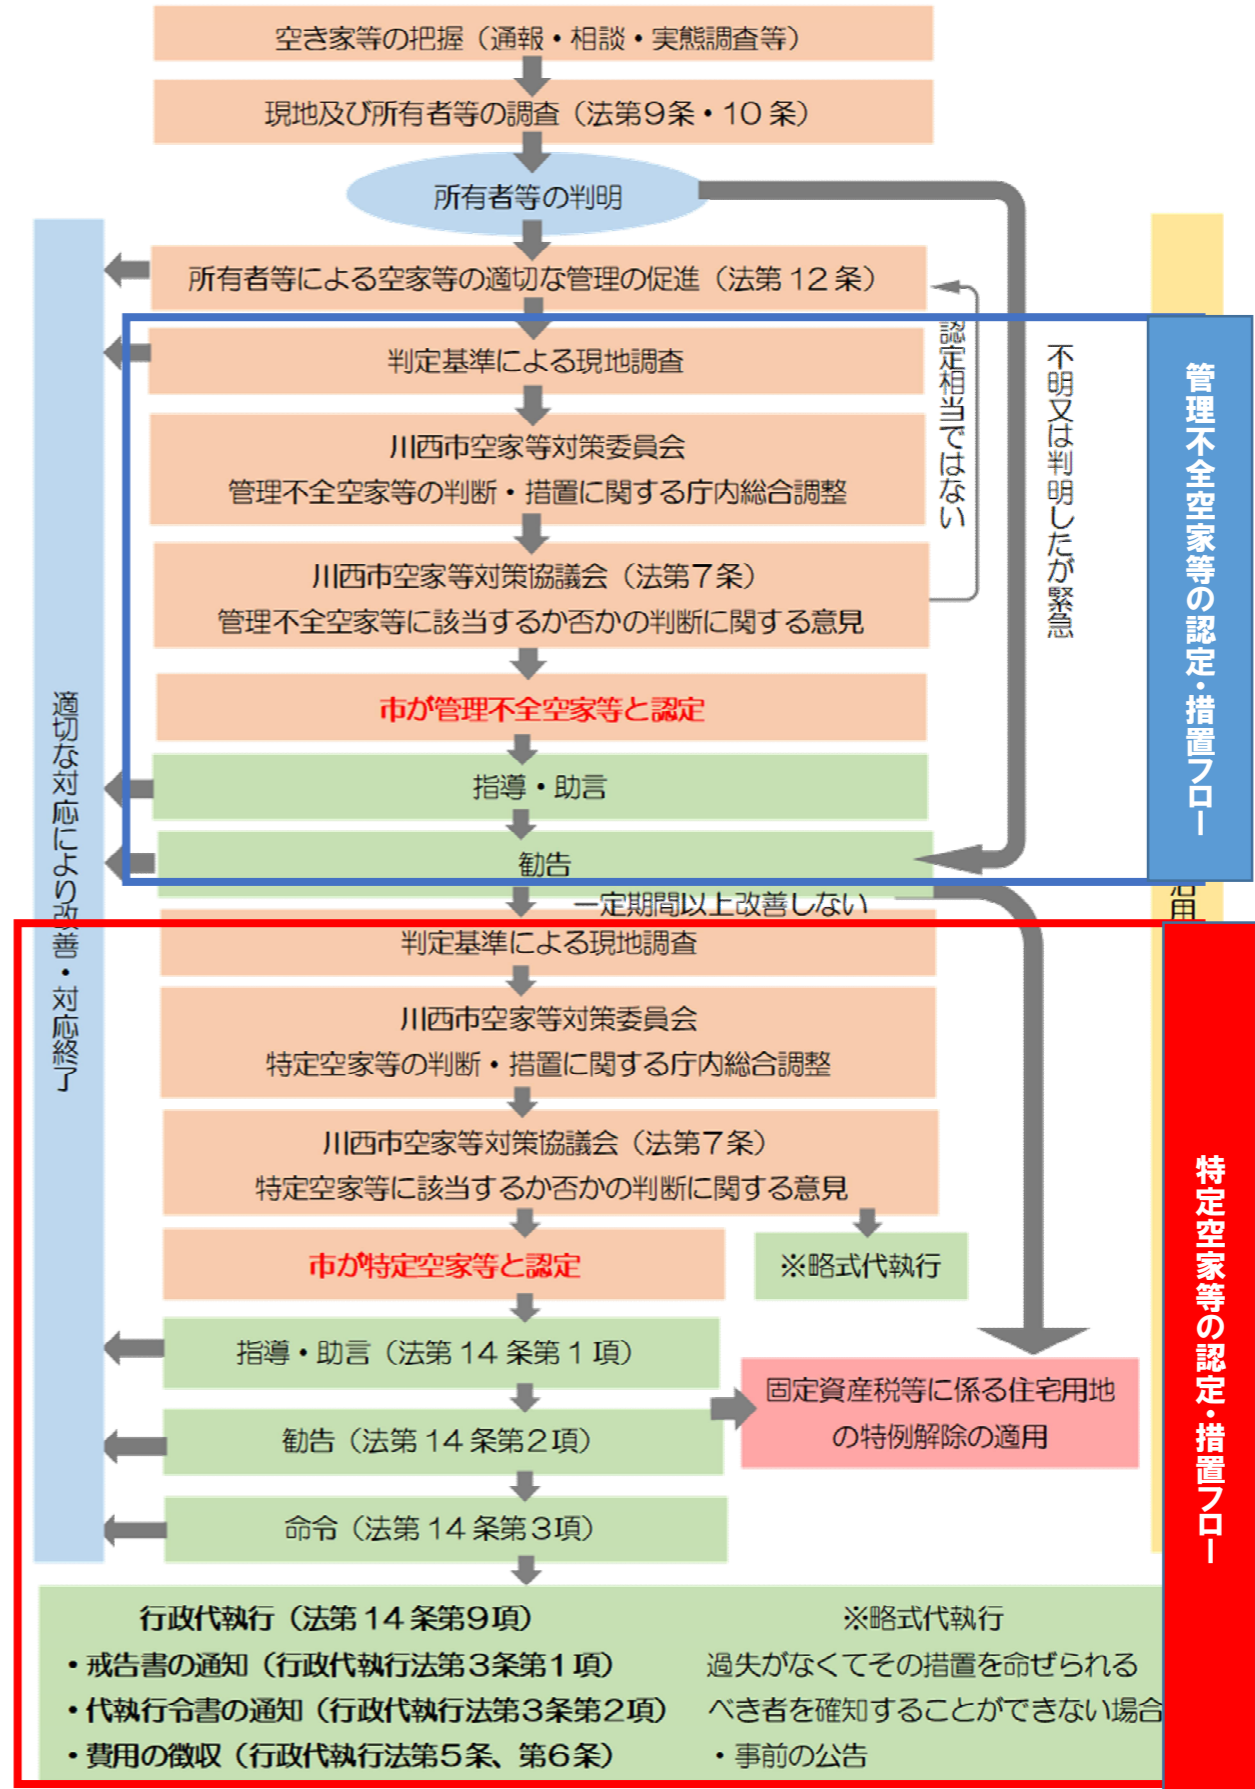 空き家等の把握（通報・相談・実態調査等）
現地及び所有者等の調査（法第９条・10 条）
所有者等の判明
所有者等による空家等の適切な管理の促進（法第 12 条）
判定基準による現地調査
川西市空家等対策委員会
管理不全空家等の判断・措置に関する庁内総合調整
川西市空家等対策協議会（法第７条）
管理不全空家等に該当するか否かの判断に関する意見
認定相当ではない
不明又は判明したが緊急
管理不全空家等の認定・措置フロー
市が管理不全空家等と認定
指導・助言
勧告
一定期間以上改善しない
活用
適切な対応により改善・対応終了
判定基準による現地調査
川西市空家等対策委員会
特定空家等の判断・措置に関する庁内総合調整
川西市空家等対策協議会（法第７条）
特定空家等に該当するか否かの判断に関する意見
市が特定空家等と認定
※略式代執行
特定空家等の認定・措置フロー
指導・助言（法第 14 条第 1 項）
固定資産税等に係る住宅用地
の特例解除の適用
勧告（法第 14 条第２項）
命令（法第 14 条第３項）
行政代執行（法第 14 条第９項）
・戒告書の通知（行政代執行法第３条第１項）
・代執行令書の通知（行政代執行法第３条第２項）
・費用の徴収（行政代執行法第５条、第６条）
※略式代執行
過失がなくてその措置を命ぜられる
べき者を確知することができない場合
・事前の公告